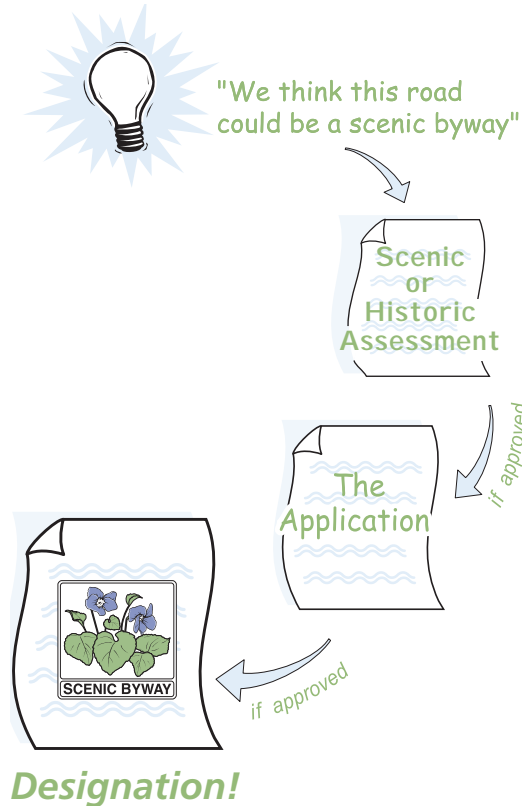 "We think this road
could be a scenic byway"
Scenic
or
Historic
Assessment
if approved
The
Application
if approved
SCENIC BYWAY
Designation!